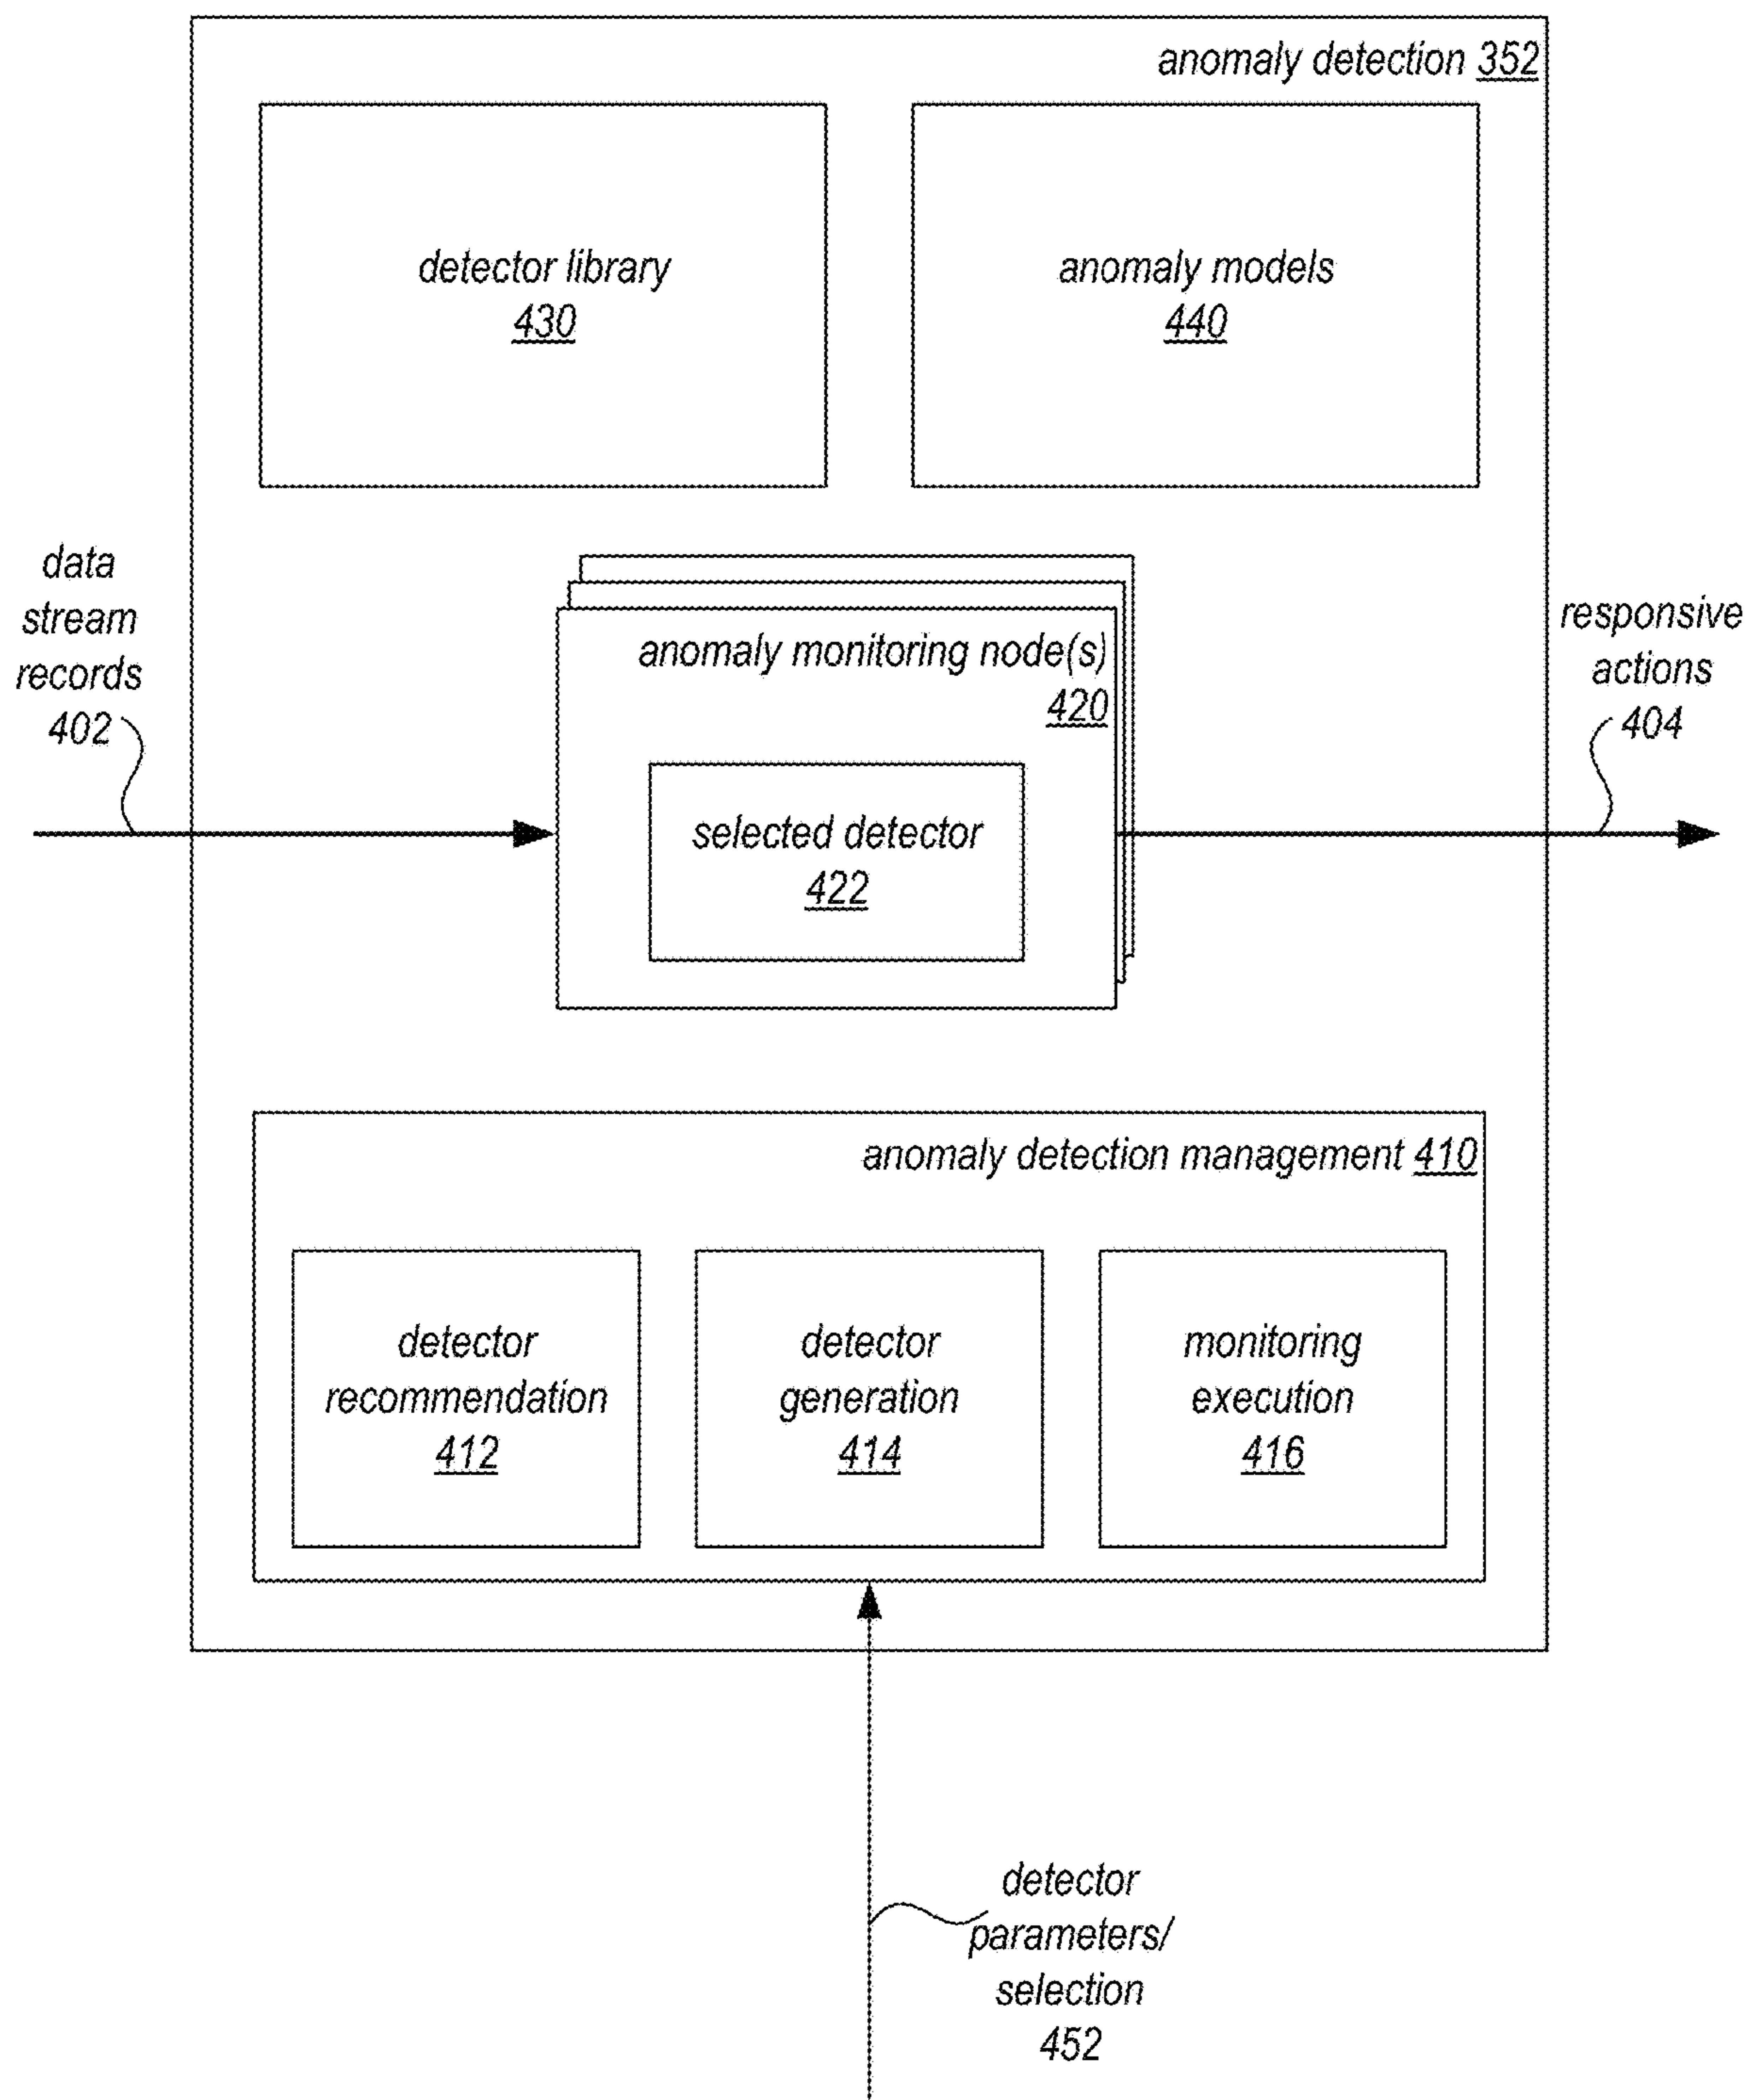 anomaly detection 352
detector library
430
anomaly models
440
data
stream
records
402
anomaly monitoring node(s)
420
selected detector
422
responsive
actions
404
anomaly detection management 410
detector
recommendation
412
detector
generation
414
monitoring
execution
416
detector
parameters/
selection
452